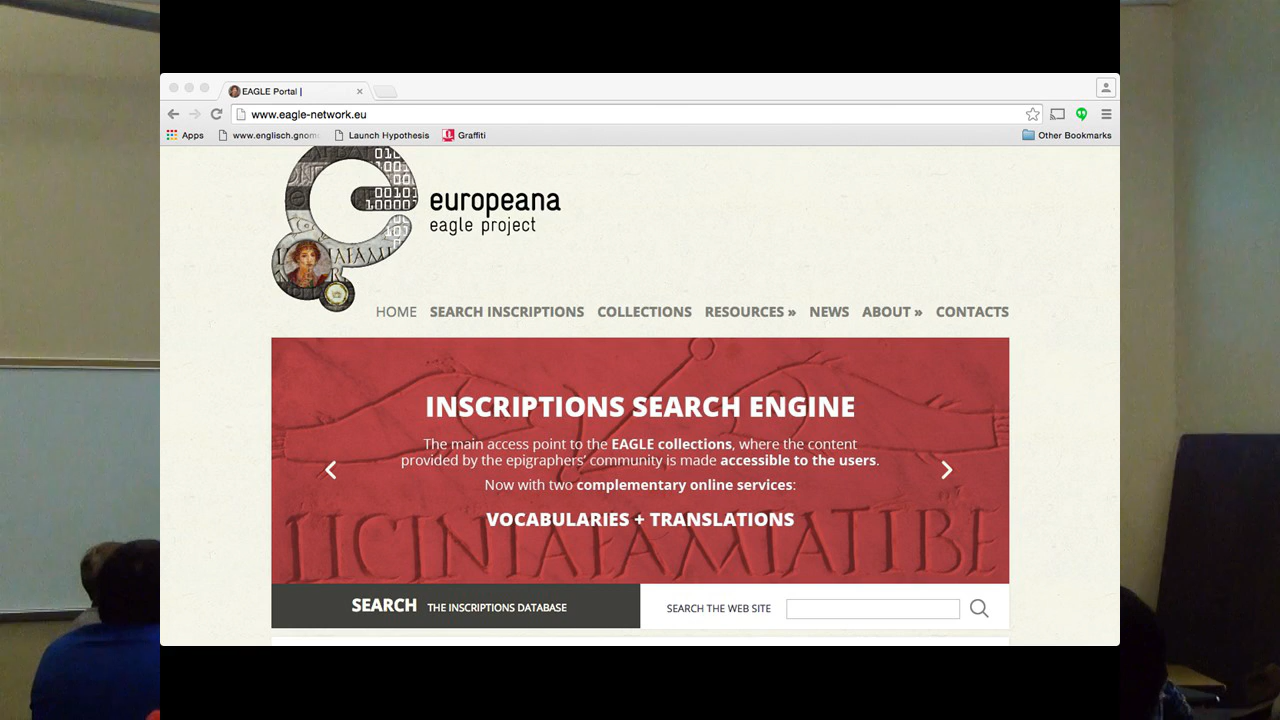 EAGLE Portal |
www.eagle-network.eu
Apps
www.englisch.gnom
Launch Hypothesis
Graffiti
Other Bookmarks
europeana
eagle project
HOME
SEARCH INSCRIPTIONS
COLLECTIONS
RESOURCES »
NEWS
ABOUT »
CONTACTS
INSCRIPTIONS SEARCH ENGINE
The main access point to the EAGLE collections, where the content
provided by the epigraphers' community is made accessible to the users.
Now with two complementary online services:
VOCABULARIES + TRANSLATIONS
SEARCH THE INSCRIPTIONS DATABASE
SEARCH THE WEB SITE